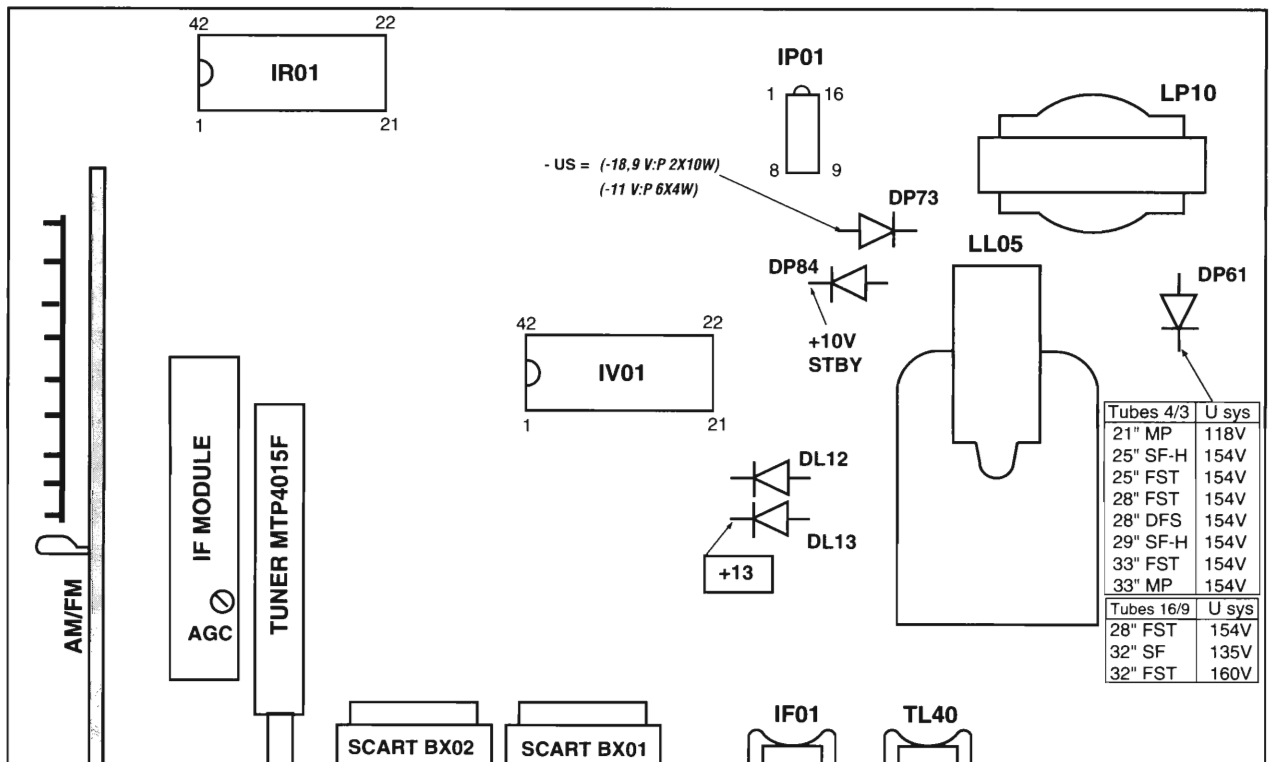 42 22
IR01
1 21
IP01
1 16
8 9
LP10
- US = (-18,9 V:P 2X10W)
(-11 V:P 6X4W)
DP73
LL05
DP84
+10V
STBY
DP61
42 22
IV01
1 21
DL12
DL13
+13
Tubes 4/3 U sys
21" MP 118V
25" SF-H 154V
25" FST 154V
28" FST 154V
28" DFS 154V
29" SF-H 154V
33" FST 154V
33" MP 154V
Tubes 16/9 U sys
28" FST 154V
32" SF 135V
32" FST 160V
AM/FM
IF MODULE
AGC
TUNER MTP4015F
SCART BX02
SCART BX01
IF01
TL40